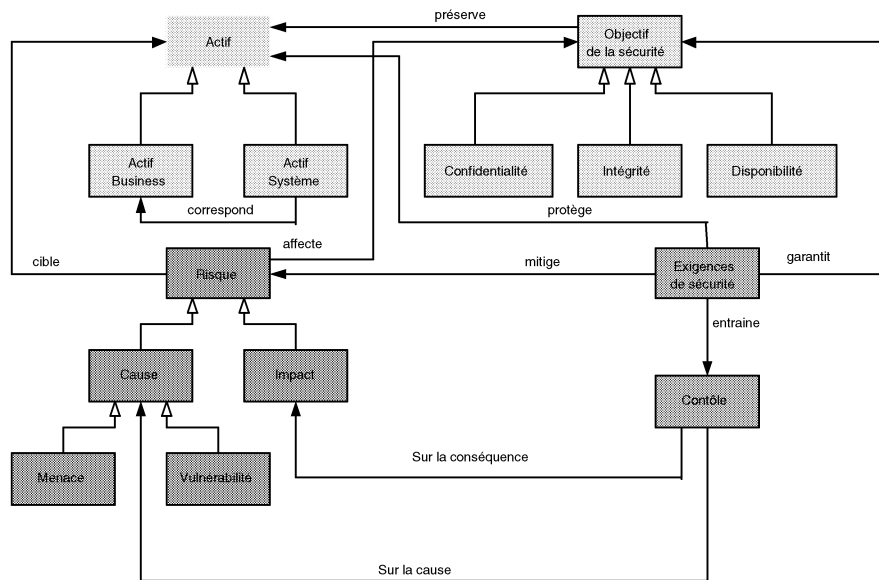 préserve
Actif
Objectif
de la sécurité
Actif
Business
Actif
Système
Confidentialité
Intégrité
Disponibilité
correspond
protège
affecte
cible
Risque
mitige
Exigences
de sécurité
garantit
entraine
Cause
Impact
Contôle
Sur la conséquence
Menace
Vulnérabilité
Sur la cause